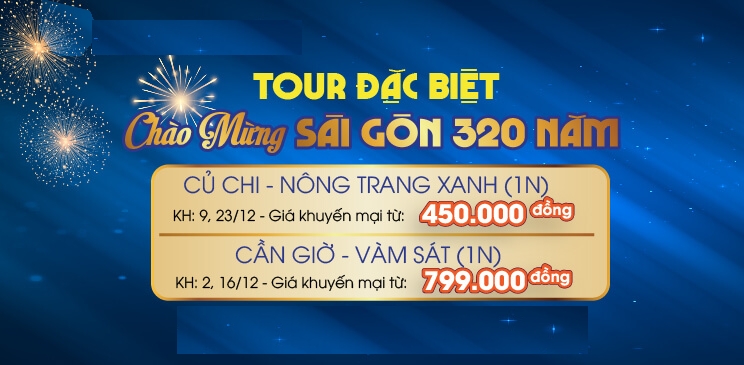 TOUR ĐẶC BIỆT
Chào Mừng SÀI GÒN 320 NĂM
CỦ CHI - NÔNG TRANG XANH (1N)
KH: 9, 23/12 - Giá khuyến mại từ: 450.000 đồng
CẦN GIỜ - VÀM SÁT (1N)
KH: 2, 16/12 - Giá khuyến mại từ: 799.000 đồng